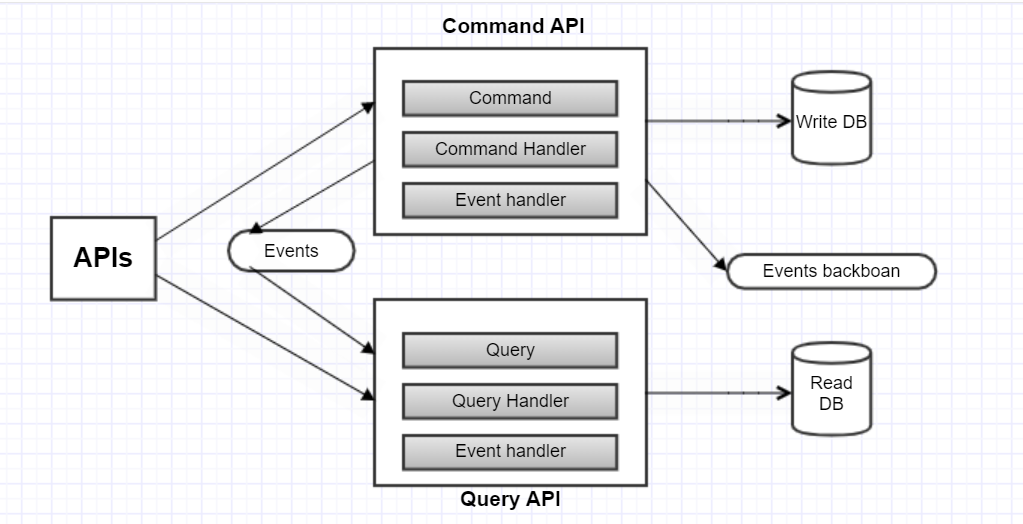 Command API
Command
Command Handler
Event handler
Write DB
APIs
Events
Events backboan
Query
Query Handler
Event handler
Read
DB
Query API